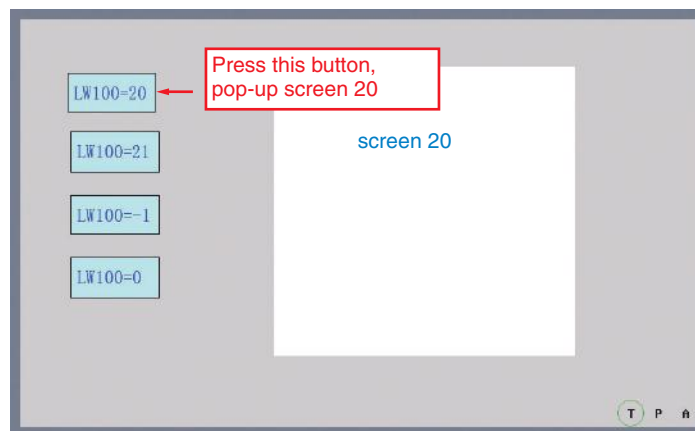 Press this button,
pop-up screen 20
LW100=20
screen 20
LW100=21
LW100=-1
LW100=0
T P A